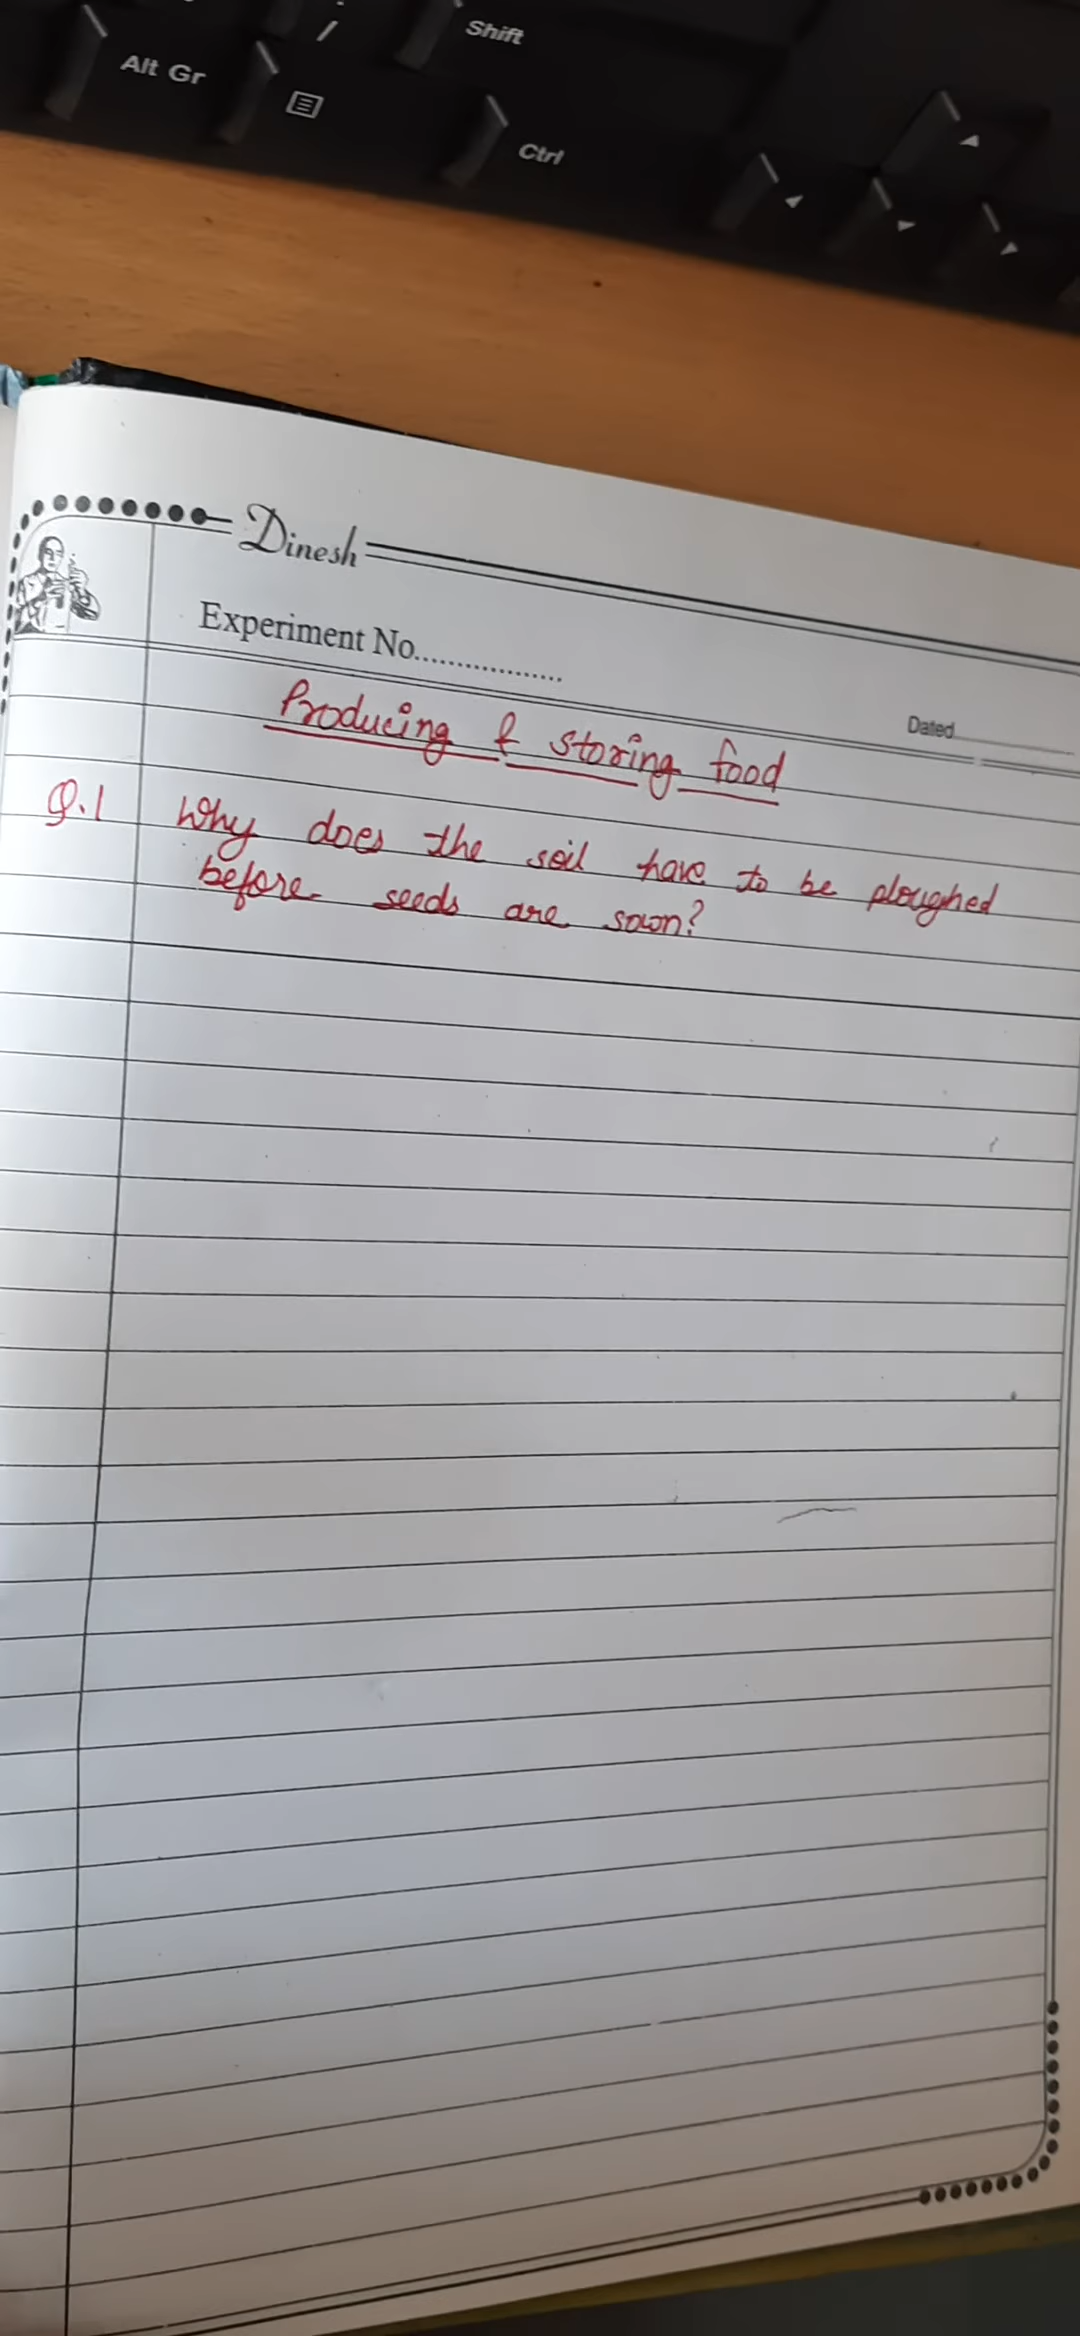 /
Shift
Alt Gr
Ctrl
Dinesh
Experiment No..................
Dated
Producing & storing food
Q.1 Why does the soil have to be ploughed
before seeds are sown?